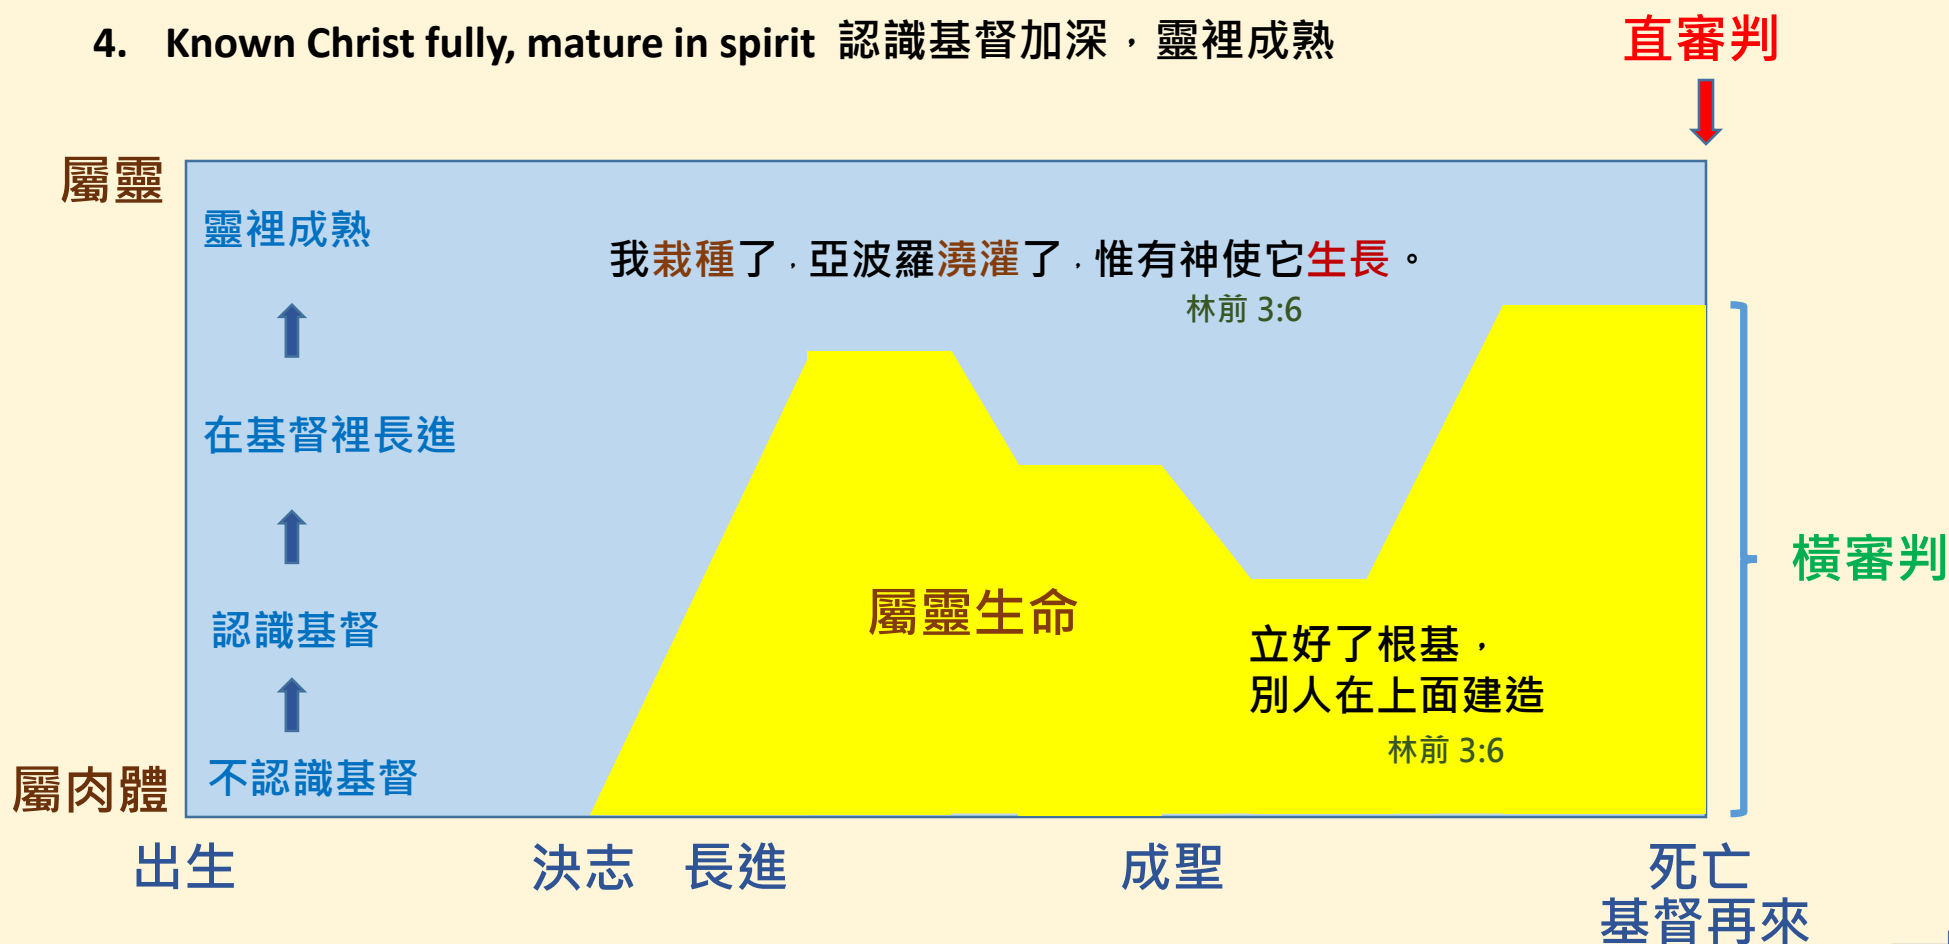 4. Known Christ fully, mature in spirit 認識基督加深，靈裡成熟
直審判
屬靈
靈裡成熟
我栽種了，亞波羅澆灌了，惟有神使它生長。
林前 3:6
在基督裡長進
橫審判
認識基督
屬靈生命
立好了根基，
別人在上面建造
林前 3:6
不認識基督
屬肉體
出生
決志
長進
成聖
死亡
基督再來